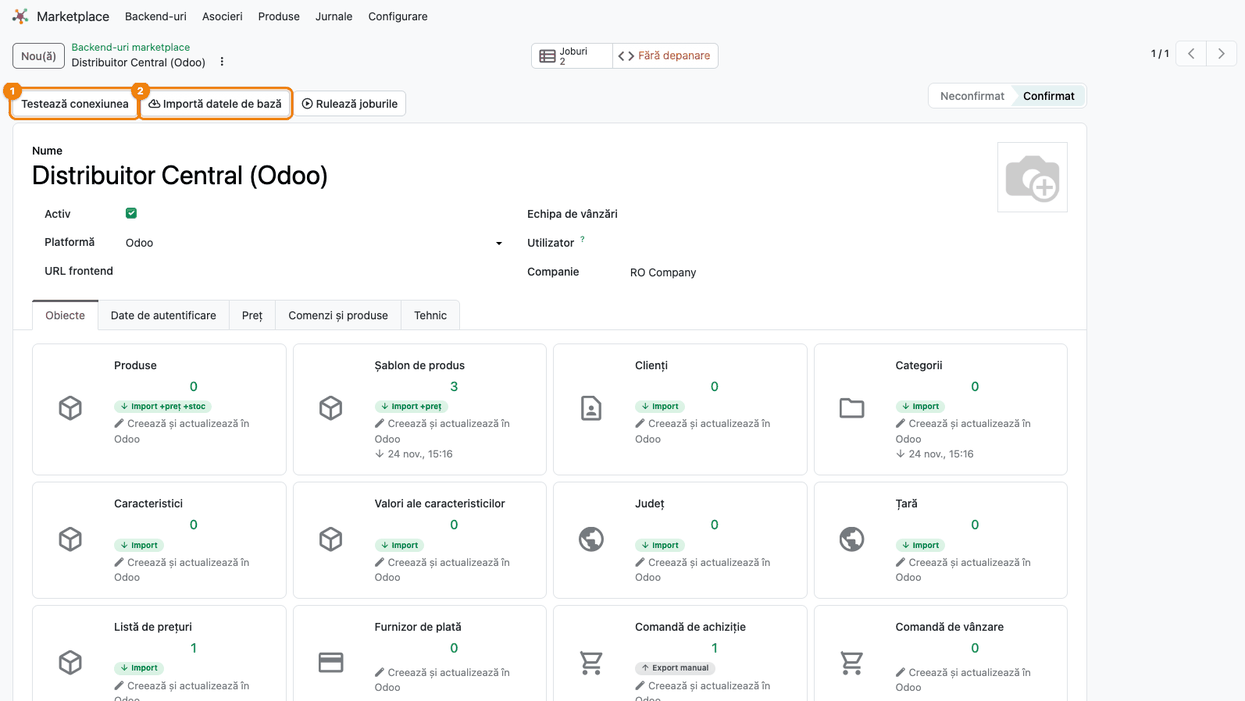 Marketplace Backend-uri Asocieri Produse Jurnale Configurare
Nou(ă)
Backend-uri marketplace
Distribuitor Central (Odoo)
Joburi
2
Fără depanare
1 / 1
1
2
Testează conexiunea
Importă datele de bază
Rulează joburile
Neconfirmat
Confirmat
Nume
Distribuitor Central (Odoo)
Activ
Platformă
Odoo
URL frontend
Echipa de vânzări
Utilizator ?
Companie
RO Company
Obiecte
Date de autentificare
Preț
Comenzi și produse
Tehnic
Produse
0
Import +preț +stoc
Creează și actualizează în
Odoo
Șablon de produs
3
Import +preț
Creează și actualizează în
Odoo
24 nov., 15:16
Clienți
0
Import
Creează și actualizează în
Odoo
Categorii
0
Import
Creează și actualizează în
Odoo
24 nov., 15:16
Caracteristici
0
Import
Creează și actualizează în
Odoo
Valori ale caracteristicilor
0
Import
Creează și actualizează în
Odoo
Județ
0
Import
Creează și actualizează în
Odoo
Țară
0
Import
Creează și actualizează în
Odoo
Listă de prețuri
1
Import
Creează și actualizează în
Odoo
Furnizor de plată
0
Creează și actualizează în
Odoo
Comandă de achiziție
1
Export manual
Creează și actualizează în
Odoo
Comandă de vânzare
0
Creează și actualizează în
Odoo